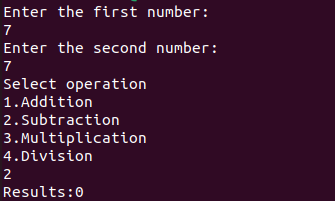 Enter the first number:
7
Enter the second number:
7
Select operation
1.Addition
2.Subtraction
3.Multiplication
4.Division
2
Results:0